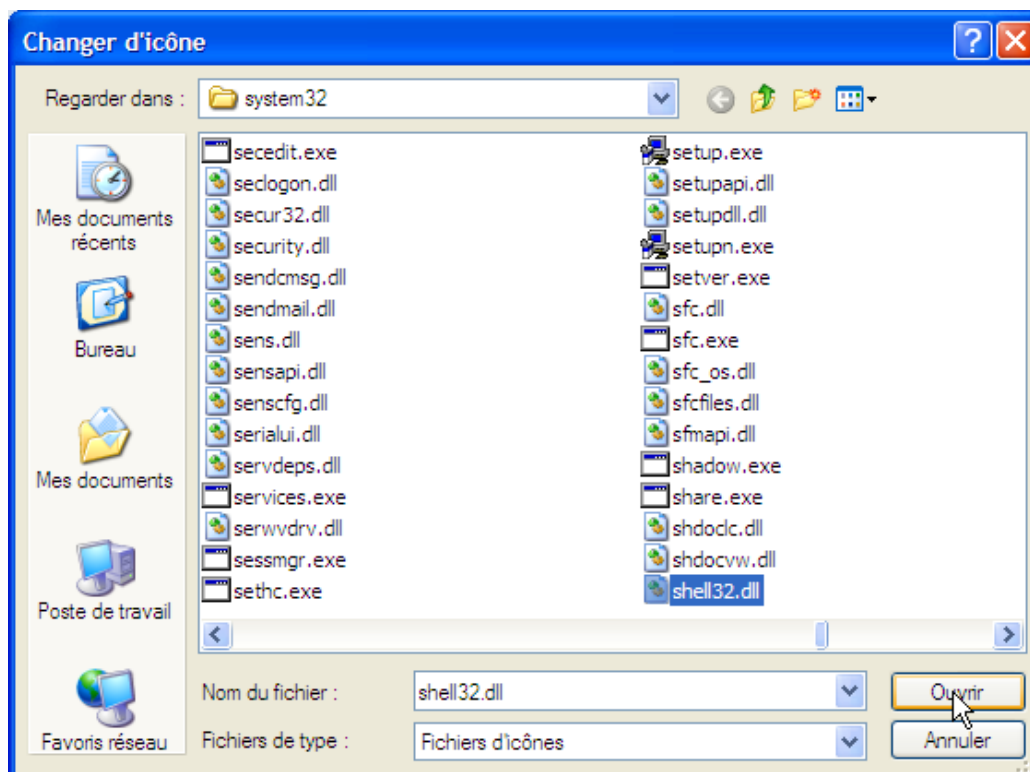 Changer d'icône
Regarder dans :
system32
Mes documents
récents
Bureau
Mes documents
Poste de travail
Favoris réseau
secedit.exe
seclogon.dll
secur32.dll
security.dll
sendcmsg.dll
sendmail.dll
sens.dll
sensapi.dll
senscfg.dll
serialui.dll
servdeps.dll
services.exe
serwvdrv.dll
sessmgr.exe
sethc.exe
setup.exe
setupapi.dll
setupdll.dll
setupn.exe
setver.exe
sfc.dll
sfc.exe
sfc_os.dll
sfcfiles.dll
sfmapi.dll
shadow.exe
share.exe
shdoclc.dll
shdocvw.dll
shell32.dll
Nom du fichier :
shell32.dll
Ouvrir
Fichiers de type :
Fichiers d'icônes
Annuler